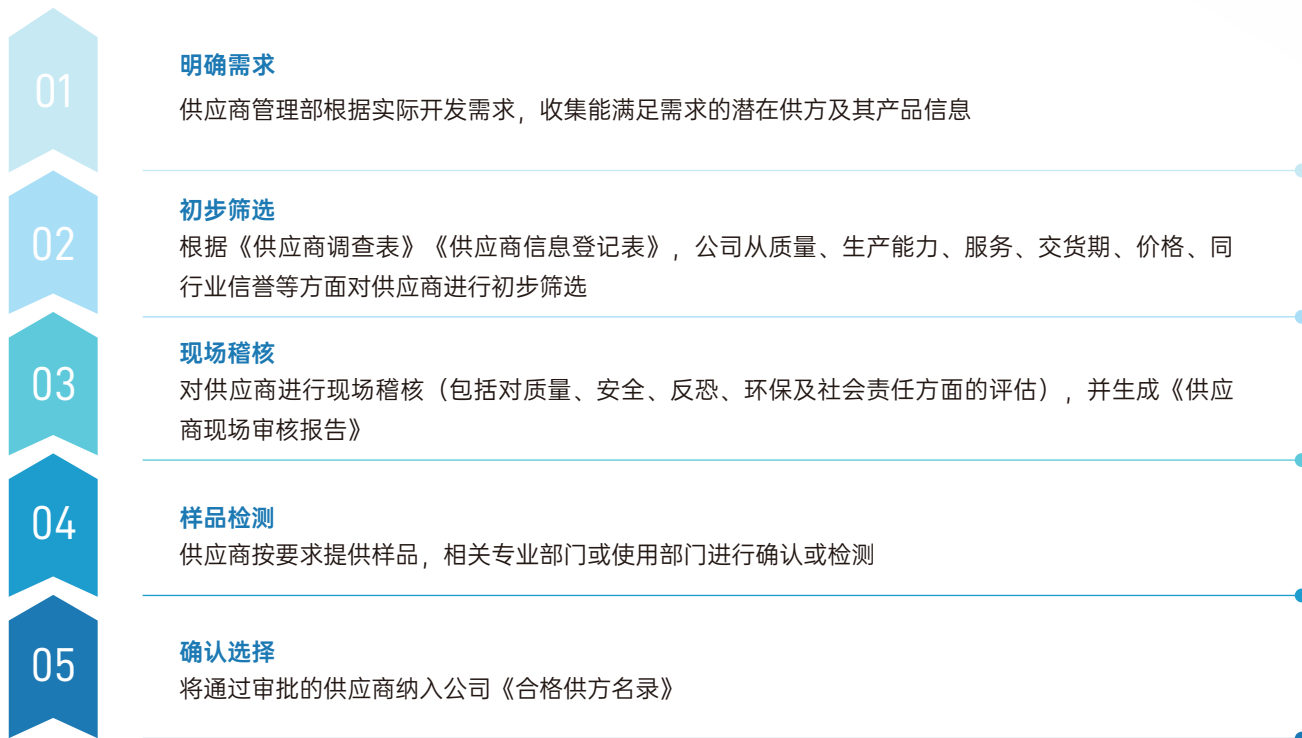 01
明确需求
供应商管理部根据实际开发需求，收集能满足需求的潜在供方及其产品信息
02
初步筛选
根据《供应商调查表》《供应商信息登记表》，公司从质量、生产能力、服务、交货期、价格、同
行业信誉等方面对供应商进行初步筛选
03
现场稽核
对供应商进行现场稽核（包括对质量、安全、反恐、环保及社会责任方面的评估），并生成《供应
商现场审核报告》
04
样品检测
供应商按要求提供样品，相关专业部门或使用部门进行确认或检测
05
确认选择
将通过审批的供应商纳入公司《合格供方名录》